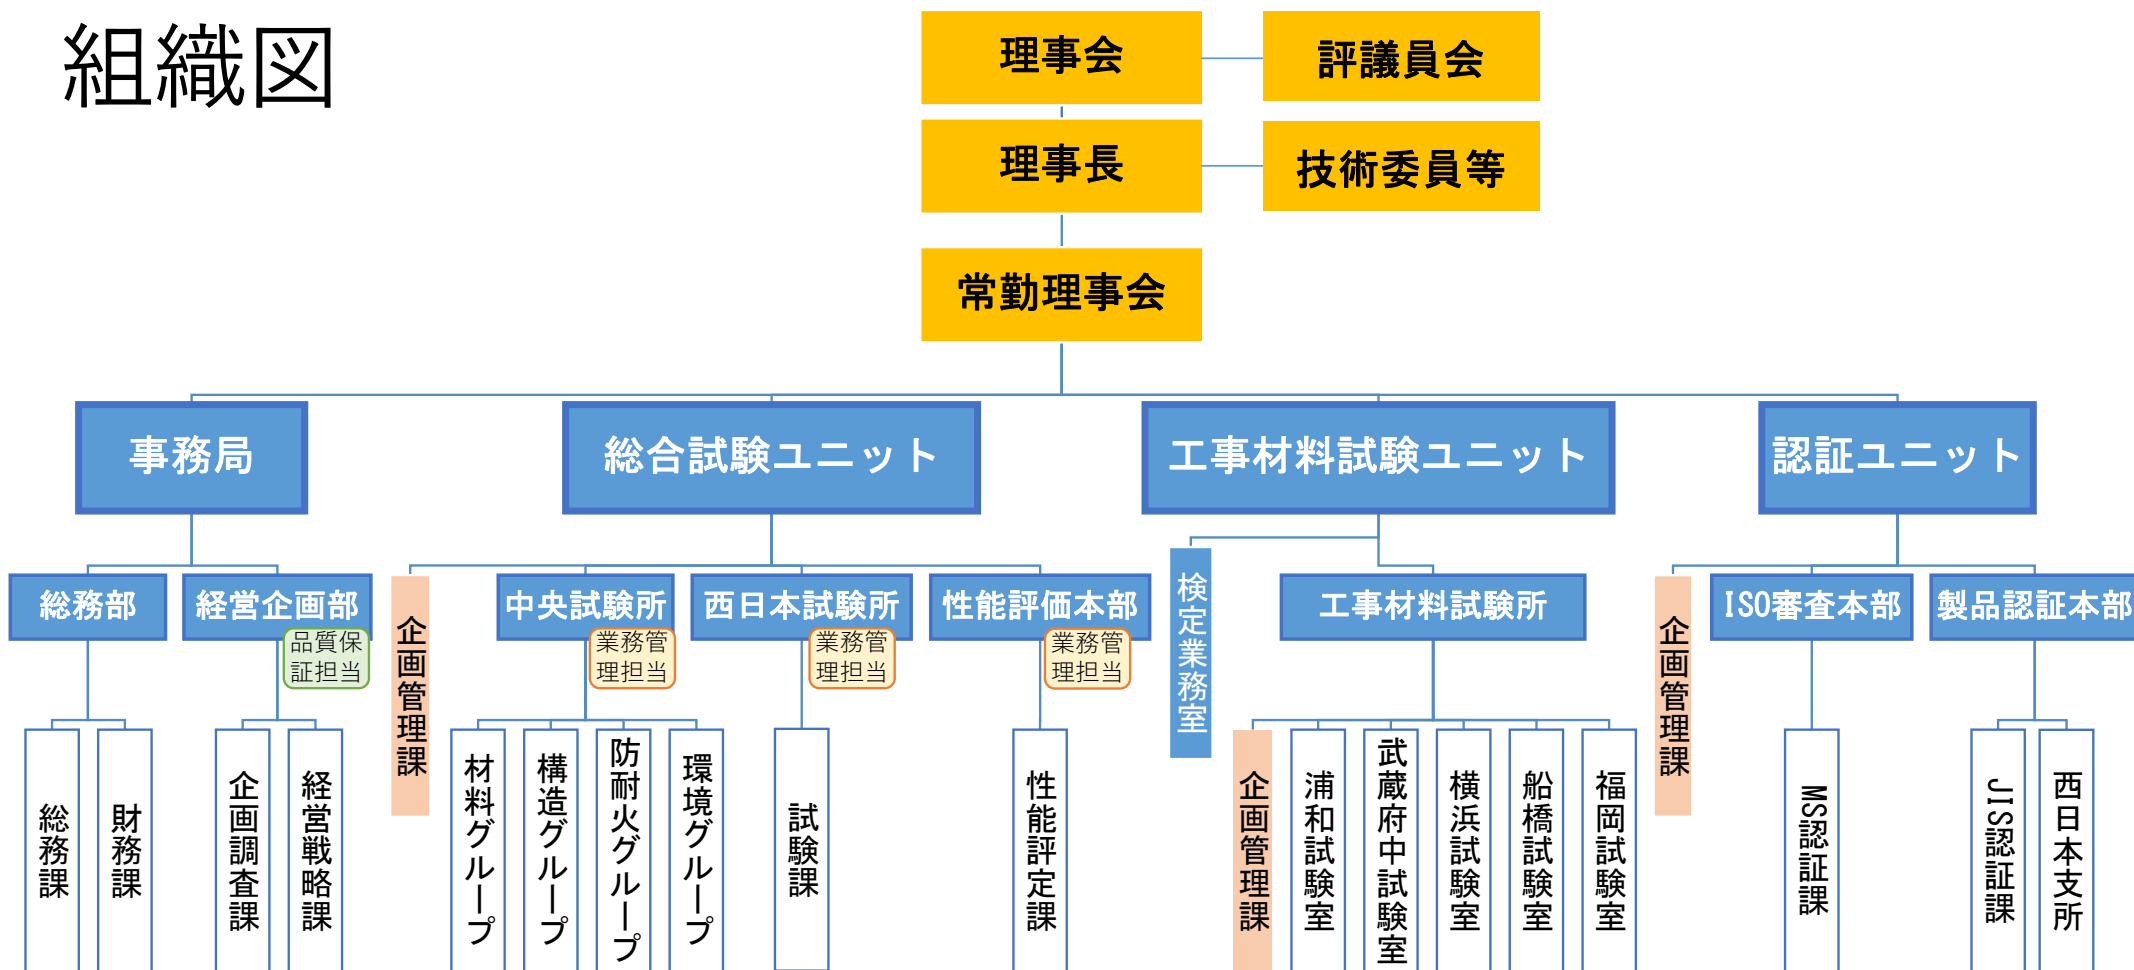 組織図
理事会
評議員会
理事長
技術委員等
常勤理事会
事務局
総合試験ユニット
工事材料試験ユニット
認証ユニット
総務部
経営企画部
品質保
証担当
企画管理課
中央試験所
業務管
理担当
西日本試験所
業務管
理担当
性能評価本部
業務管
理担当
検定業務室
工事材料試験所
企画管理課
ISO審査本部
製品認証本部
総務課
財務課
企画調査課
経営戦略課
材料グループ
構造グループ
防耐火グループ
環境グループ
試験課
性能評定課
企画管理課
浦和試験室
武蔵府中試験室
横浜試験室
船橋試験室
福岡試験室
MS認証課
JIS認証課
西日本支所